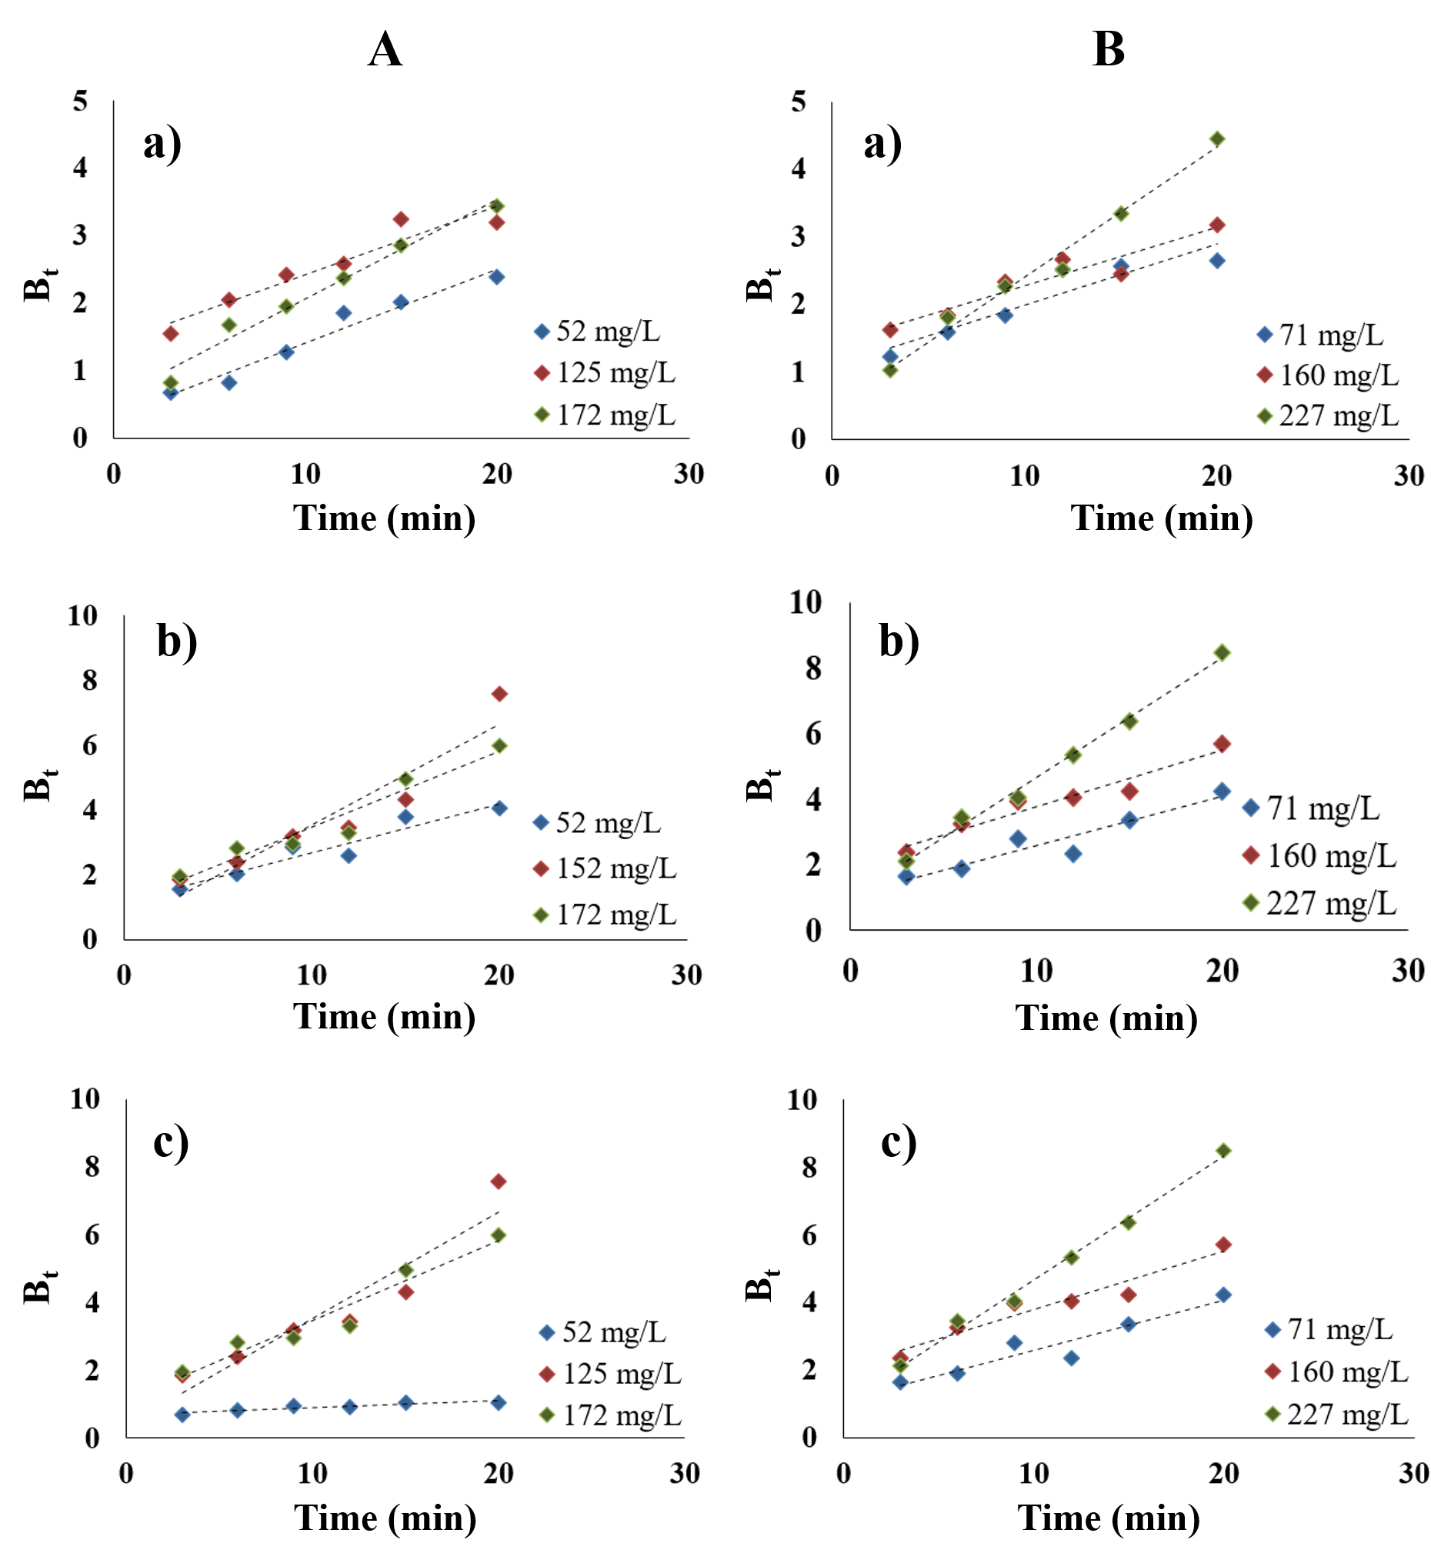 A
B
a)
5
4
3
2
1
0
Bt
52 mg/L
125 mg/L
172 mg/L
0 10 20 30
Time (min)
a)
5
4
3
2
1
0
Bt
71 mg/L
160 mg/L
227 mg/L
0 10 20 30
Time (min)
b)
10
8
6
4
2
0
Bt
52 mg/L
152 mg/L
172 mg/L
0 10 20 30
Time (min)
b)
10
8
6
4
2
0
Bt
71 mg/L
160 mg/L
227 mg/L
0 10 20 30
Time (min)
c)
10
8
6
4
2
0
Bt
52 mg/L
125 mg/L
172 mg/L
0 10 20 30
Time (min)
c)
10
8
6
4
2
0
Bt
71 mg/L
160 mg/L
227 mg/L
0 10 20 30
Time (min)